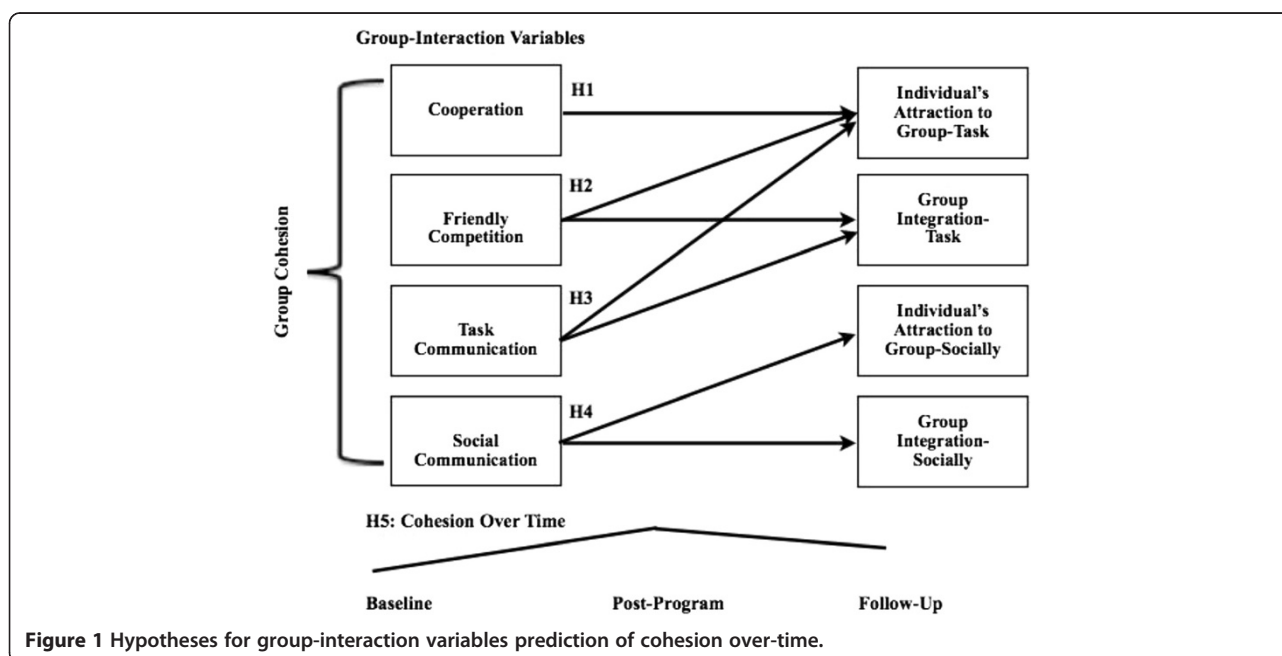 Group-Interaction Variables
Group Cohesion
Cooperation
H1
Individual's
Attraction to
Group-Task
Friendly
Competition
H2
Group
Integration-
Task
Task
Communication
H3
Individual's
Attraction to
Group-Socially
Social
Communication
H4
Group
Integration-
Socially
H5: Cohesion Over Time
Baseline
Post-Program
Follow-Up
Figure 1 Hypotheses for group-interaction variables prediction of cohesion over-time.